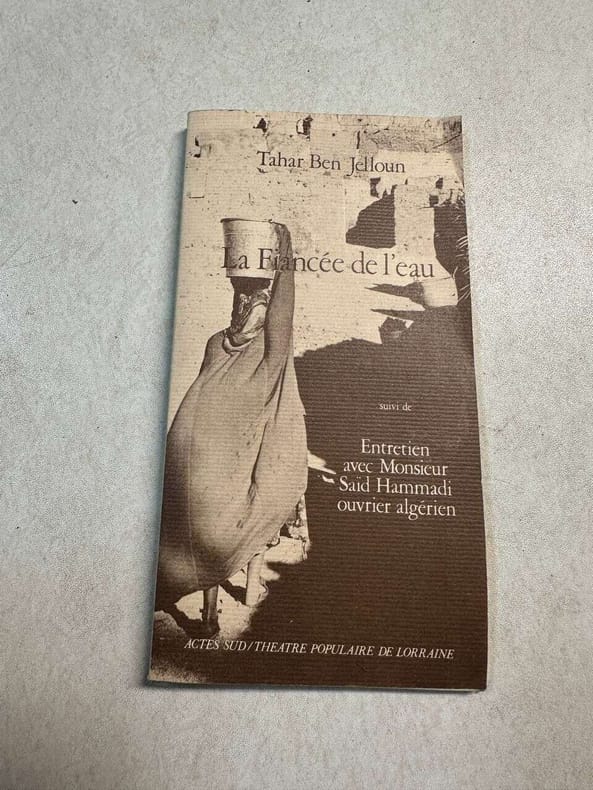 Tahar Ben Jelloun
La Fiancée de l'eau
suivi de
Entretien
avec Monsieur
Saïd Hammadi
ouvrier algérien
ACTES SUD/THEATRE POPULAIRE DE LORRAINE